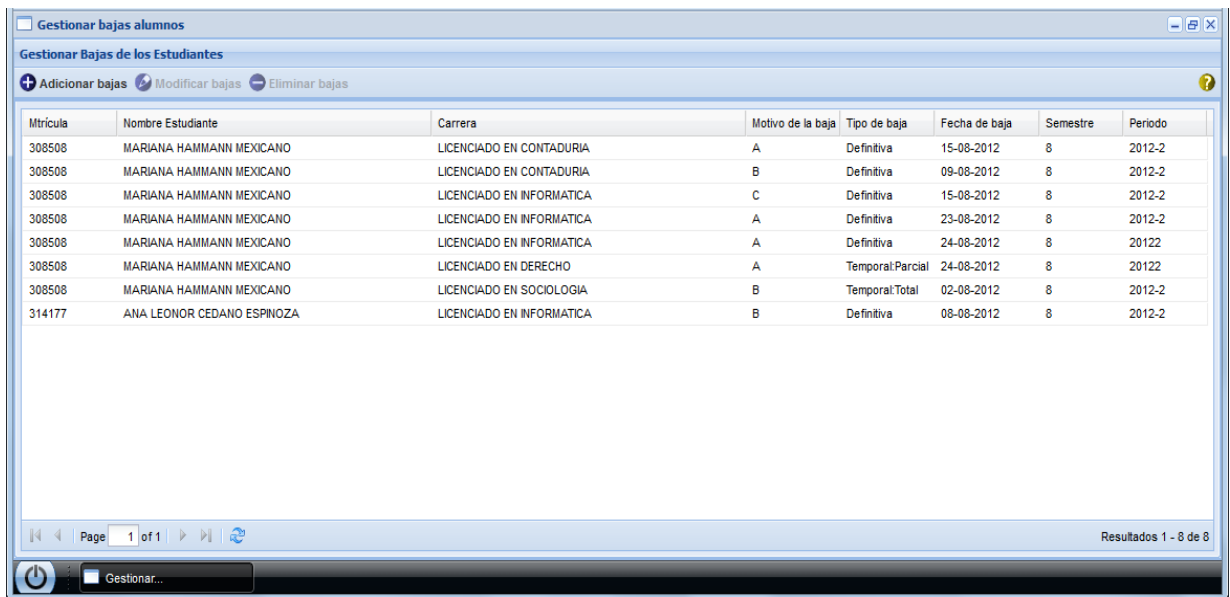 Gestionar bajas alumnos
Gestionar Bajas de los Estudiantes
Adicionar bajas Modificar bajas Eliminar bajas
Mtrícula Nombre Estudiante Carrera Motivo de la baja Tipo de baja Fecha de baja Semestre Periodo
308508 MARIANA HAMMANN MEXICANO LICENCIADO EN CONTADURIA A Definitiva 15-08-2012 8 2012-2
308508 MARIANA HAMMANN MEXICANO LICENCIADO EN CONTADURIA B Definitiva 09-08-2012 8 2012-2
308508 MARIANA HAMMANN MEXICANO LICENCIADO EN INFORMATICA C Definitiva 15-08-2012 8 2012-2
308508 MARIANA HAMMANN MEXICANO LICENCIADO EN INFORMATICA A Definitiva 23-08-2012 8 2012-2
308508 MARIANA HAMMANN MEXICANO LICENCIADO EN INFORMATICA A Definitiva 24-08-2012 8 20122
308508 MARIANA HAMMANN MEXICANO LICENCIADO EN DERECHO A Temporal:Parcial 24-08-2012 8 20122
308508 MARIANA HAMMANN MEXICANO LICENCIADO EN SOCIOLOGIA B Temporal:Total 02-08-2012 8 2012-2
314177 ANA LEONOR CEDANO ESPINOZA LICENCIADO EN INFORMATICA B Definitiva 08-08-2012 8 2012-2
Page 1 of 1 Resultados 1 - 8 de 8
Gestionar...